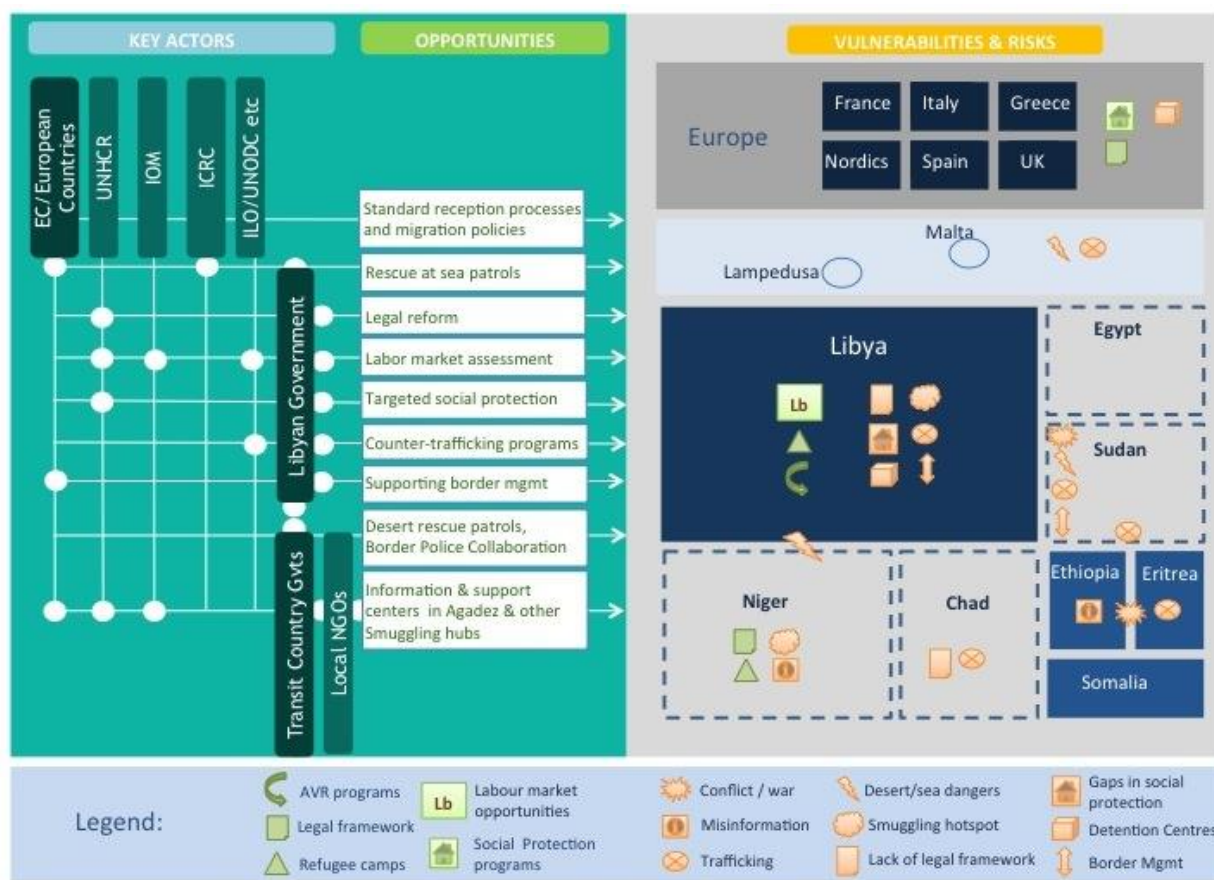 KEY ACTORS
OPPORTUNITIES
VULNERABILITIES & RISKS
EC/European
Countries
UNHCR
IOM
ICRC
ILO/UNODC etc
Libyan Government
Transit Country Gvts
Local NGOs
Standard reception processes
and migration policies
Rescue at sea patrols
Legal reform
Labor market assessment
Targeted social protection
Counter-trafficking programs
Supporting border mgmt
Desert rescue patrols,
Border Police Collaboration
Information & support
centers in Agadez & other
Smuggling hubs
Europe
France
Italy
Greece
Nordics
Spain
UK
Malta
Lampedusa
Libya
Lb
Egypt
Sudan
Niger
Chad
Ethiopia
Eritrea
Somalia
Legend:
AVR programs
Legal framework
Refugee camps
Lb
Labour market
opportunities
Social Protection
programs
Conflict / war
Misinformation
Trafficking
Desert/sea dangers
Smuggling hotspot
Lack of legal framework
Gaps in social
protection
Detention Centres
Border Mgmt